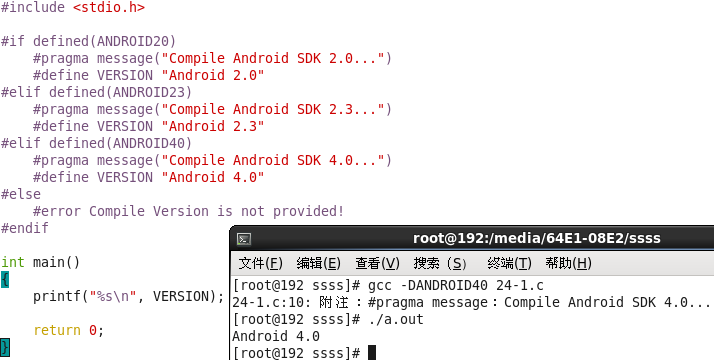 #include <stdio.h>
#if defined(ANDROID20)
#pragma message("Compile Android SDK 2.0...")
#define VERSION "Android 2.0"
#elif defined(ANDROID23)
#pragma message("Compile Android SDK 2.3...")
#define VERSION "Android 2.3"
#elif defined(ANDROID40)
#pragma message("Compile Android SDK 4.0...")
#define VERSION "Android 4.0"
#else
#error Compile Version is not provided!
#endif
int main()
{
printf("%s\n", VERSION);
return 0;
}
root@192:/media/64E1-08E2/ssss
文件(F) 编辑(E) 查看(V) 搜索(S) 终端(T) 帮助(H)
[root@192 ssss]# gcc -DANDROID40 24-1.c
24-1.c:10: 附注：#pragma message：Compile Android SDK 4.0...
[root@192 ssss]# ./a.out
Android 4.0
[root@192 ssss]#